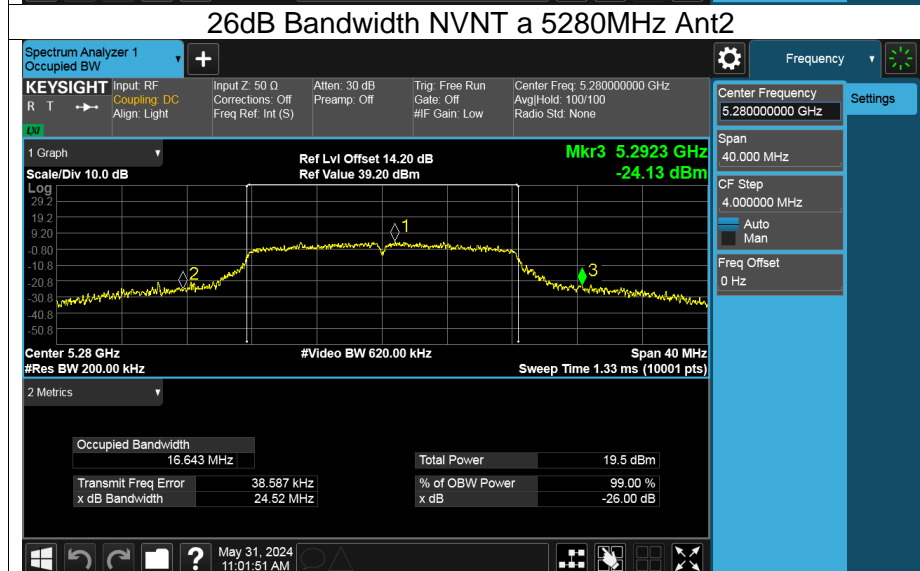 26dB Bandwidth NVNT a 5280MHz Ant2
Spectrum Analyzer 1
Occupied BW
+
Frequency
KEYSIGHT
R T
LXI
Input: RF
Coupling: DC
Align: Light
Input Z: 50 Ω
Corrections: Off
Freq Ref: Int (S)
Atten: 30 dB
Preamp: Off
Trig: Free Run
Gate: Off
#IF Gain: Low
Center Freq: 5.280000000 GHz
Avg|Hold: 100/100
Radio Std: None
Center Frequency
5.280000000 GHz
Settings
Span
40.000 MHz
CF Step
4.000000 MHz
Auto
Man
Freq Offset
0 Hz
1 Graph
Scale/Div 10.0 dB
Ref Lvl Offset 14.20 dB
Ref Value 39.20 dBm
Mkr3 5.2923 GHz
-24.13 dBm
Log
29.2
19.2
9.20
-0.80
-10.8
-20.8
-30.8
-40.8
-50.8
1
2
3
Center 5.28 GHz
#Video BW 620.00 kHz
Span 40 MHz
#Res BW 200.00 kHz
Sweep Time 1.33 ms (10001 pts)
2 Metrics
Occupied Bandwidth
16.643 MHz
Total Power 19.5 dBm
Transmit Freq Error 38.587 kHz
% of OBW Power 99.00 %
x dB Bandwidth 24.52 MHz
x dB -26.00 dB
?
May 31, 2024
11:01:51 AM